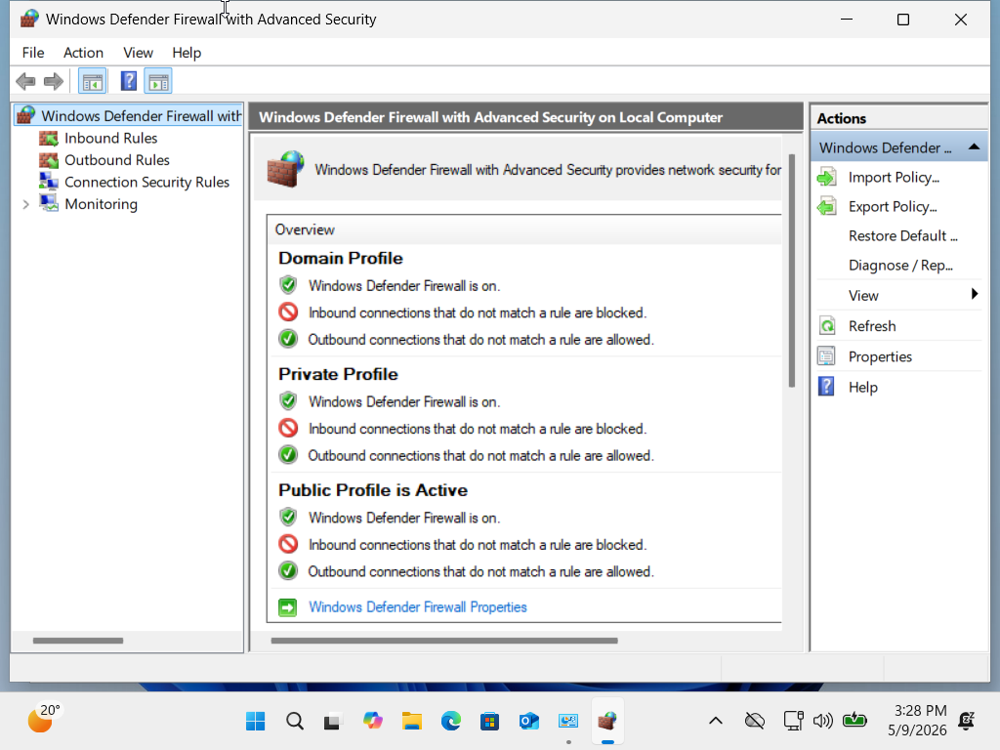 Windows Defender Firewall with Advanced Security
File Action View Help
Windows Defender Firewall with
Inbound Rules
Outbound Rules
Connection Security Rules
Monitoring
Windows Defender Firewall with Advanced Security on Local Computer
Windows Defender Firewall with Advanced Security provides network security for
Overview
Domain Profile
Windows Defender Firewall is on.
Inbound connections that do not match a rule are blocked.
Outbound connections that do not match a rule are allowed.
Private Profile
Windows Defender Firewall is on.
Inbound connections that do not match a rule are blocked.
Outbound connections that do not match a rule are allowed.
Public Profile is Active
Windows Defender Firewall is on.
Inbound connections that do not match a rule are blocked.
Outbound connections that do not match a rule are allowed.
Windows Defender Firewall Properties
Actions
Windows Defender ...
Import Policy...
Export Policy...
Restore Default ...
Diagnose / Rep...
View
Refresh
Properties
Help
20°
3:28 PM
5/9/2026